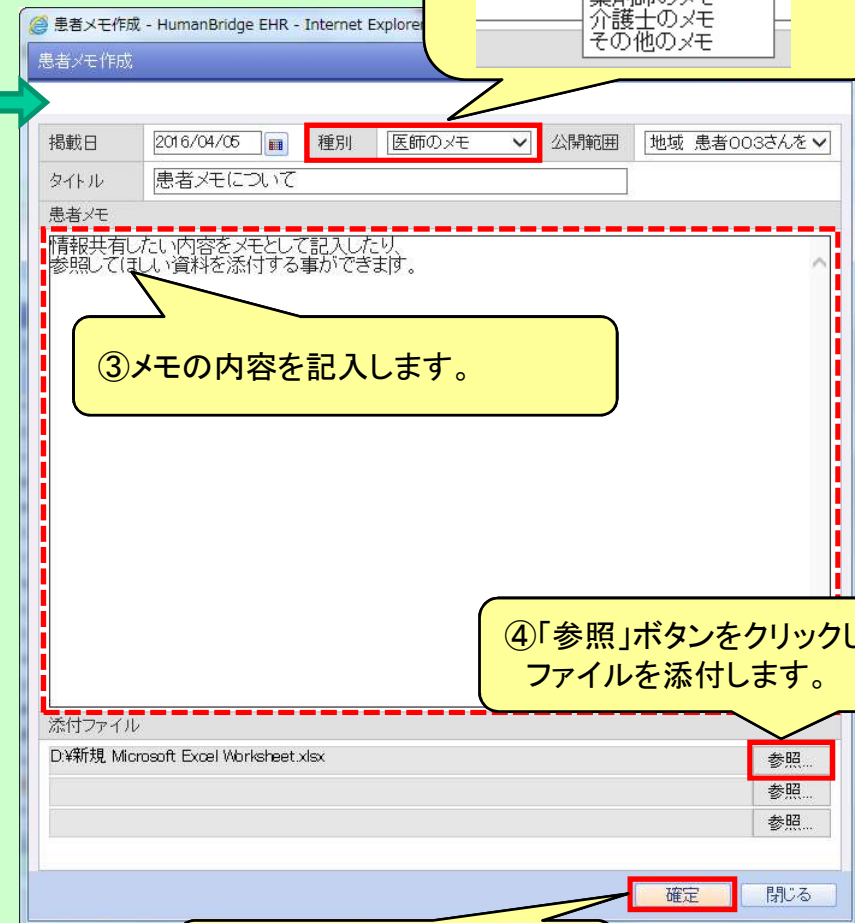 介護士のメモ
その他のメモ
患者メモ作成 - HumanBridge EHR - Internet Explorer
患者メモ作成
掲載日 2016/04/05 種別 医師のメモ 公開範囲 地域 患者003さんを
タイトル 患者メモについて
患者メモ
情報共有したい内容をメモとして記入したり、
参照してほしい資料を添付する事ができます。
③メモの内容を記入します。
④「参照」ボタンをクリックし
ファイルを添付します。
添付ファイル
D:¥新規 Microsoft Excel Worksheet.xlsx 参照...
参照...
参照...
確定 閉じる